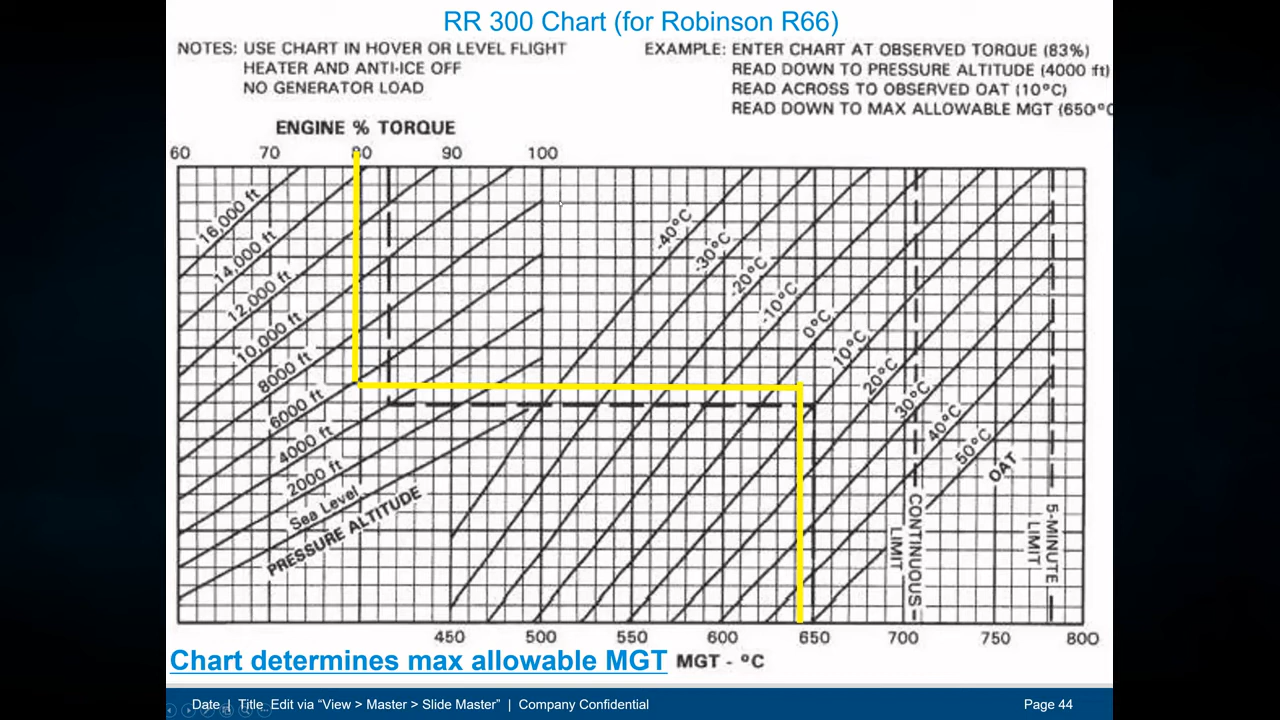 RR 300 Chart (for Robinson R66)
NOTES: USE CHART IN HOVER OR LEVEL FLIGHT
HEATER AND ANTI-ICE OFF
NO GENERATOR LOAD
EXAMPLE: ENTER CHART AT OBSERVED TORQUE (83%)
READ DOWN TO PRESSURE ALTITUDE (4000 ft)
READ ACROSS TO OBSERVED OAT (10°C)
READ DOWN TO MAX ALLOWABLE MGT (650°C
ENGINE % TORQUE
60 70 80 90 100
16,000 ft
14,000 ft
12,000 ft
10,000 ft
8000 ft
6000 ft
4000 ft
2000 ft
Sea Level
PRESSURE ALTITUDE
-40°C
-30°C
-20°C
-10°C
0°C
10°C
20°C
30°C
40°C
50°C
OAT
CONTINUOUS
LIMIT
5-MINUTE
LIMIT
450 500 550 600 650 700 750 800
Chart determines max allowable MGT
MGT - °C
Date | Title Edit via “View > Master > Slide Master” | Company Confidential
Page 44